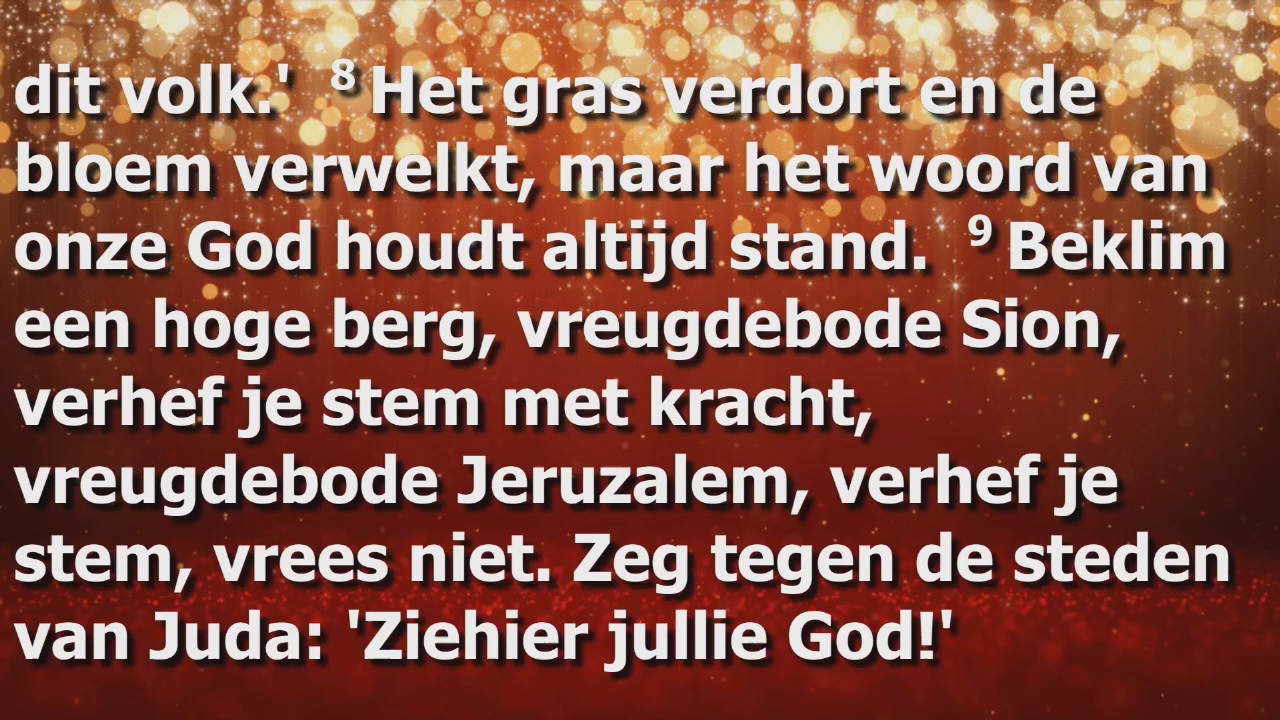 dit volk.' 8 Het gras verdort en de
bloem verwelkt, maar het woord van
onze God houdt altijd stand. 9 Beklim
een hoge berg, vreugdebode Sion,
verhef je stem met kracht,
vreugdebode Jeruzalem, verhef je
stem, vrees niet. Zeg tegen de steden
van Juda: 'Ziehier jullie God!'